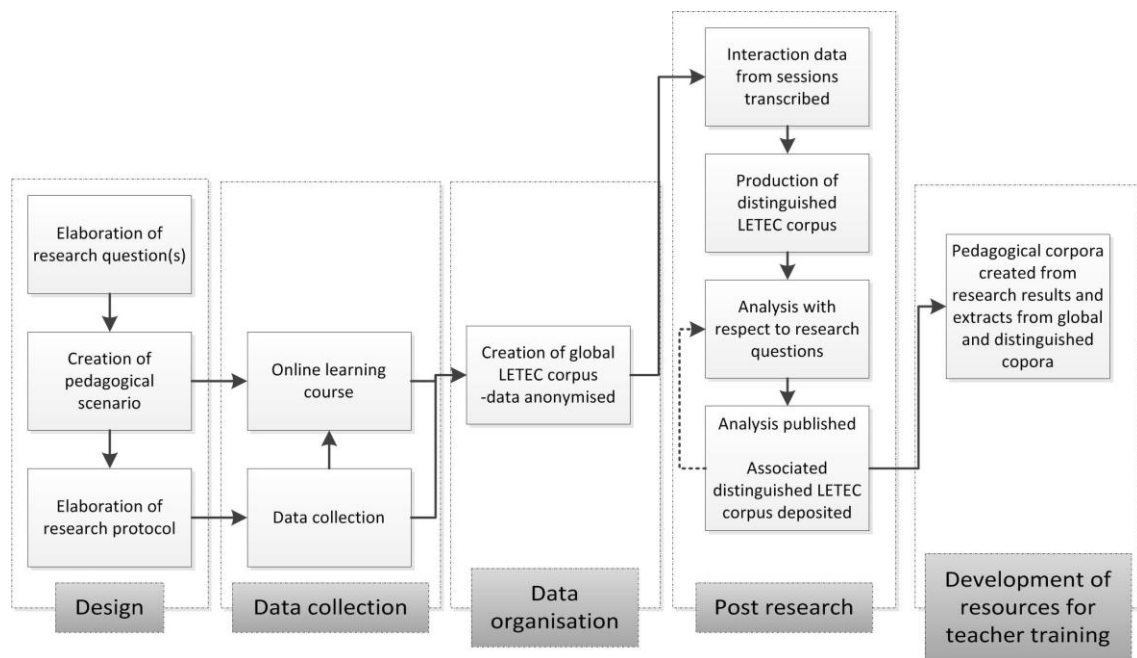 Elaboration of
research question(s)
Creation of
pedagogical
scenario
Elaboration of
research protocol
Design
Online learning
course
Data collection
Data collection
Creation of global
LETEC corpus
-data anonymised
Data
organisation
Interaction data
from sessions
transcribed
Production of
distinguished
LETEC corpus
Analysis with
respect to research
questions
Analysis published
Associated
distinguished LETEC
corpus deposited
Post research
Pedagogical corpora
created from
research results and
extracts from global
and distinguished
copora
Development of
resources for
teacher training